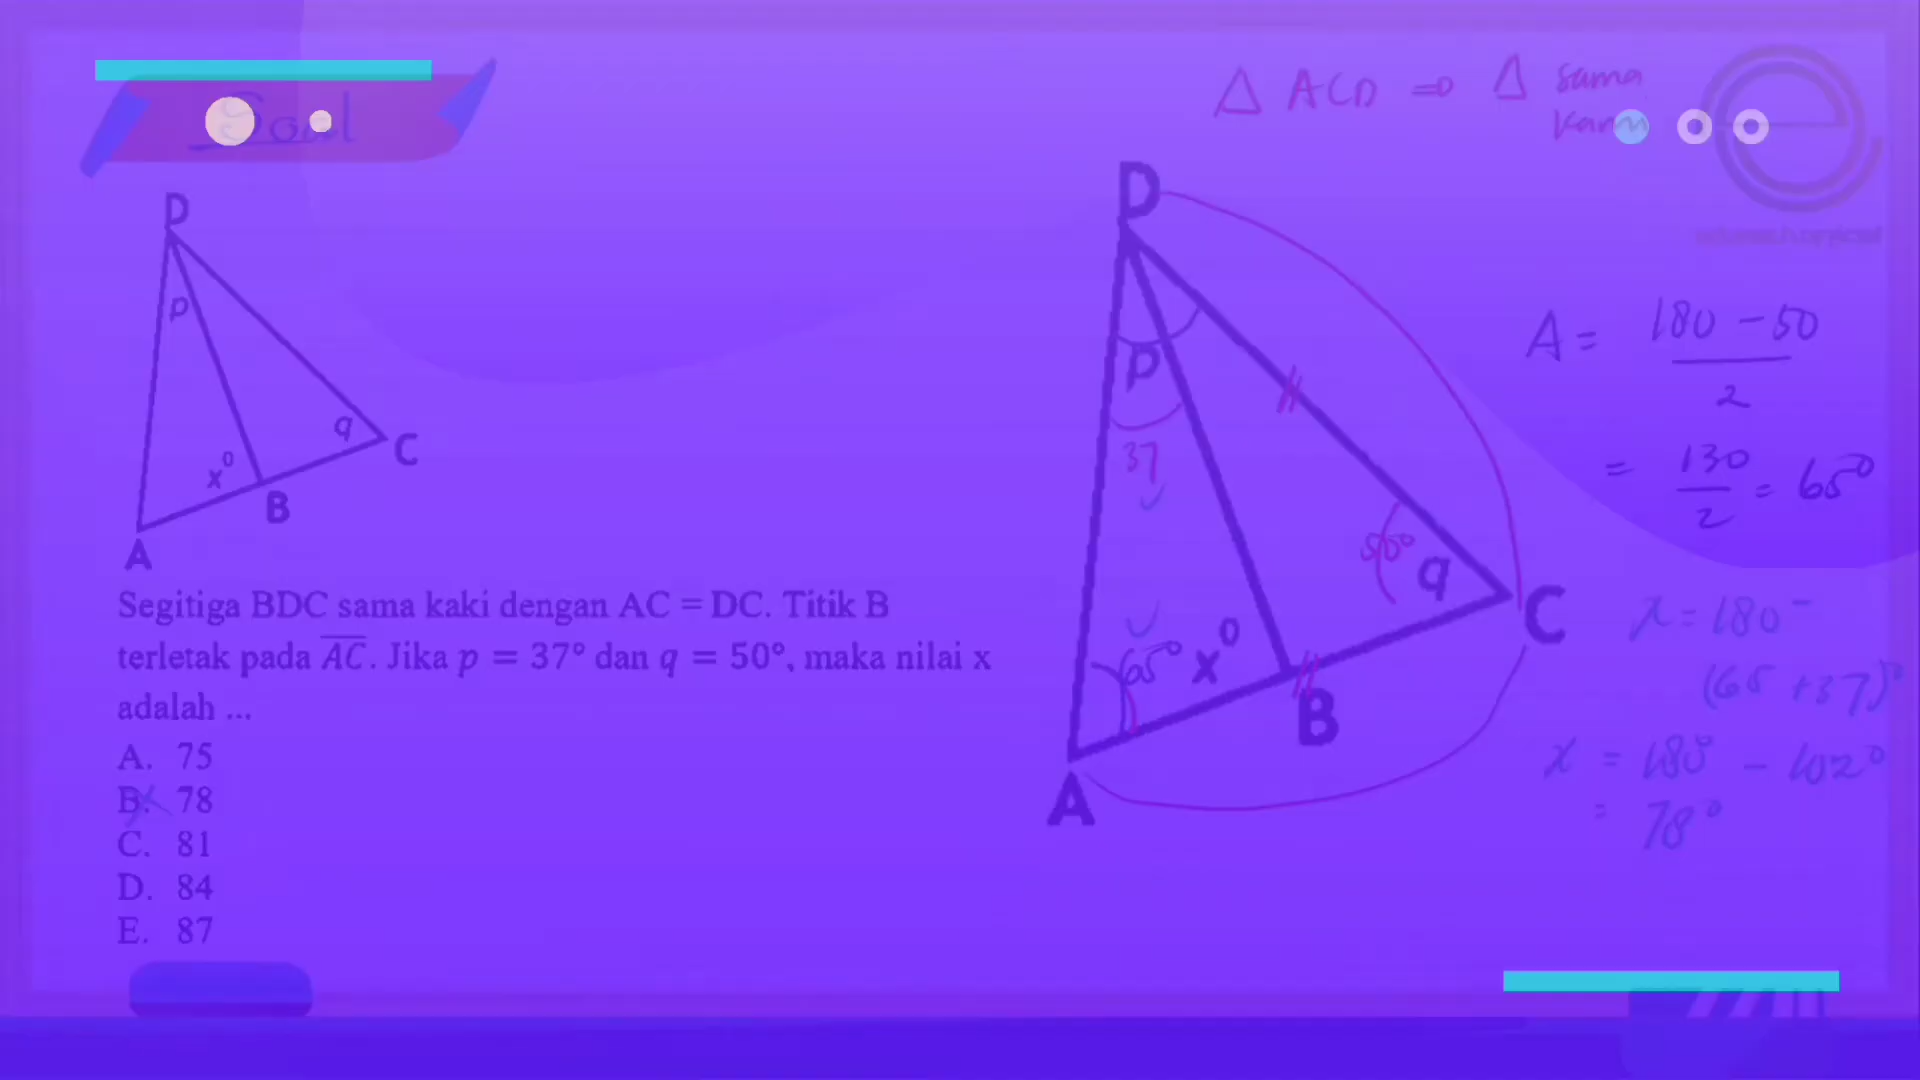 Soal
D
p
q
C
x⁰
B
A
Segitiga BDC sama kaki dengan AC = DC. Titik B
terletak pada AC. Jika p = 37° dan q = 50°, maka nilai x
adalah ...
A. 75
B. 78
C. 81
D. 84
E. 87
△ ACD ⇒ △ sama
D
p
37
50°
q
C
65° x⁰
B
A
A = 180 - 50
2
= 130 = 65°
2
x = 180 -
(65 + 37)°
x = 180° - 102°
= 78°